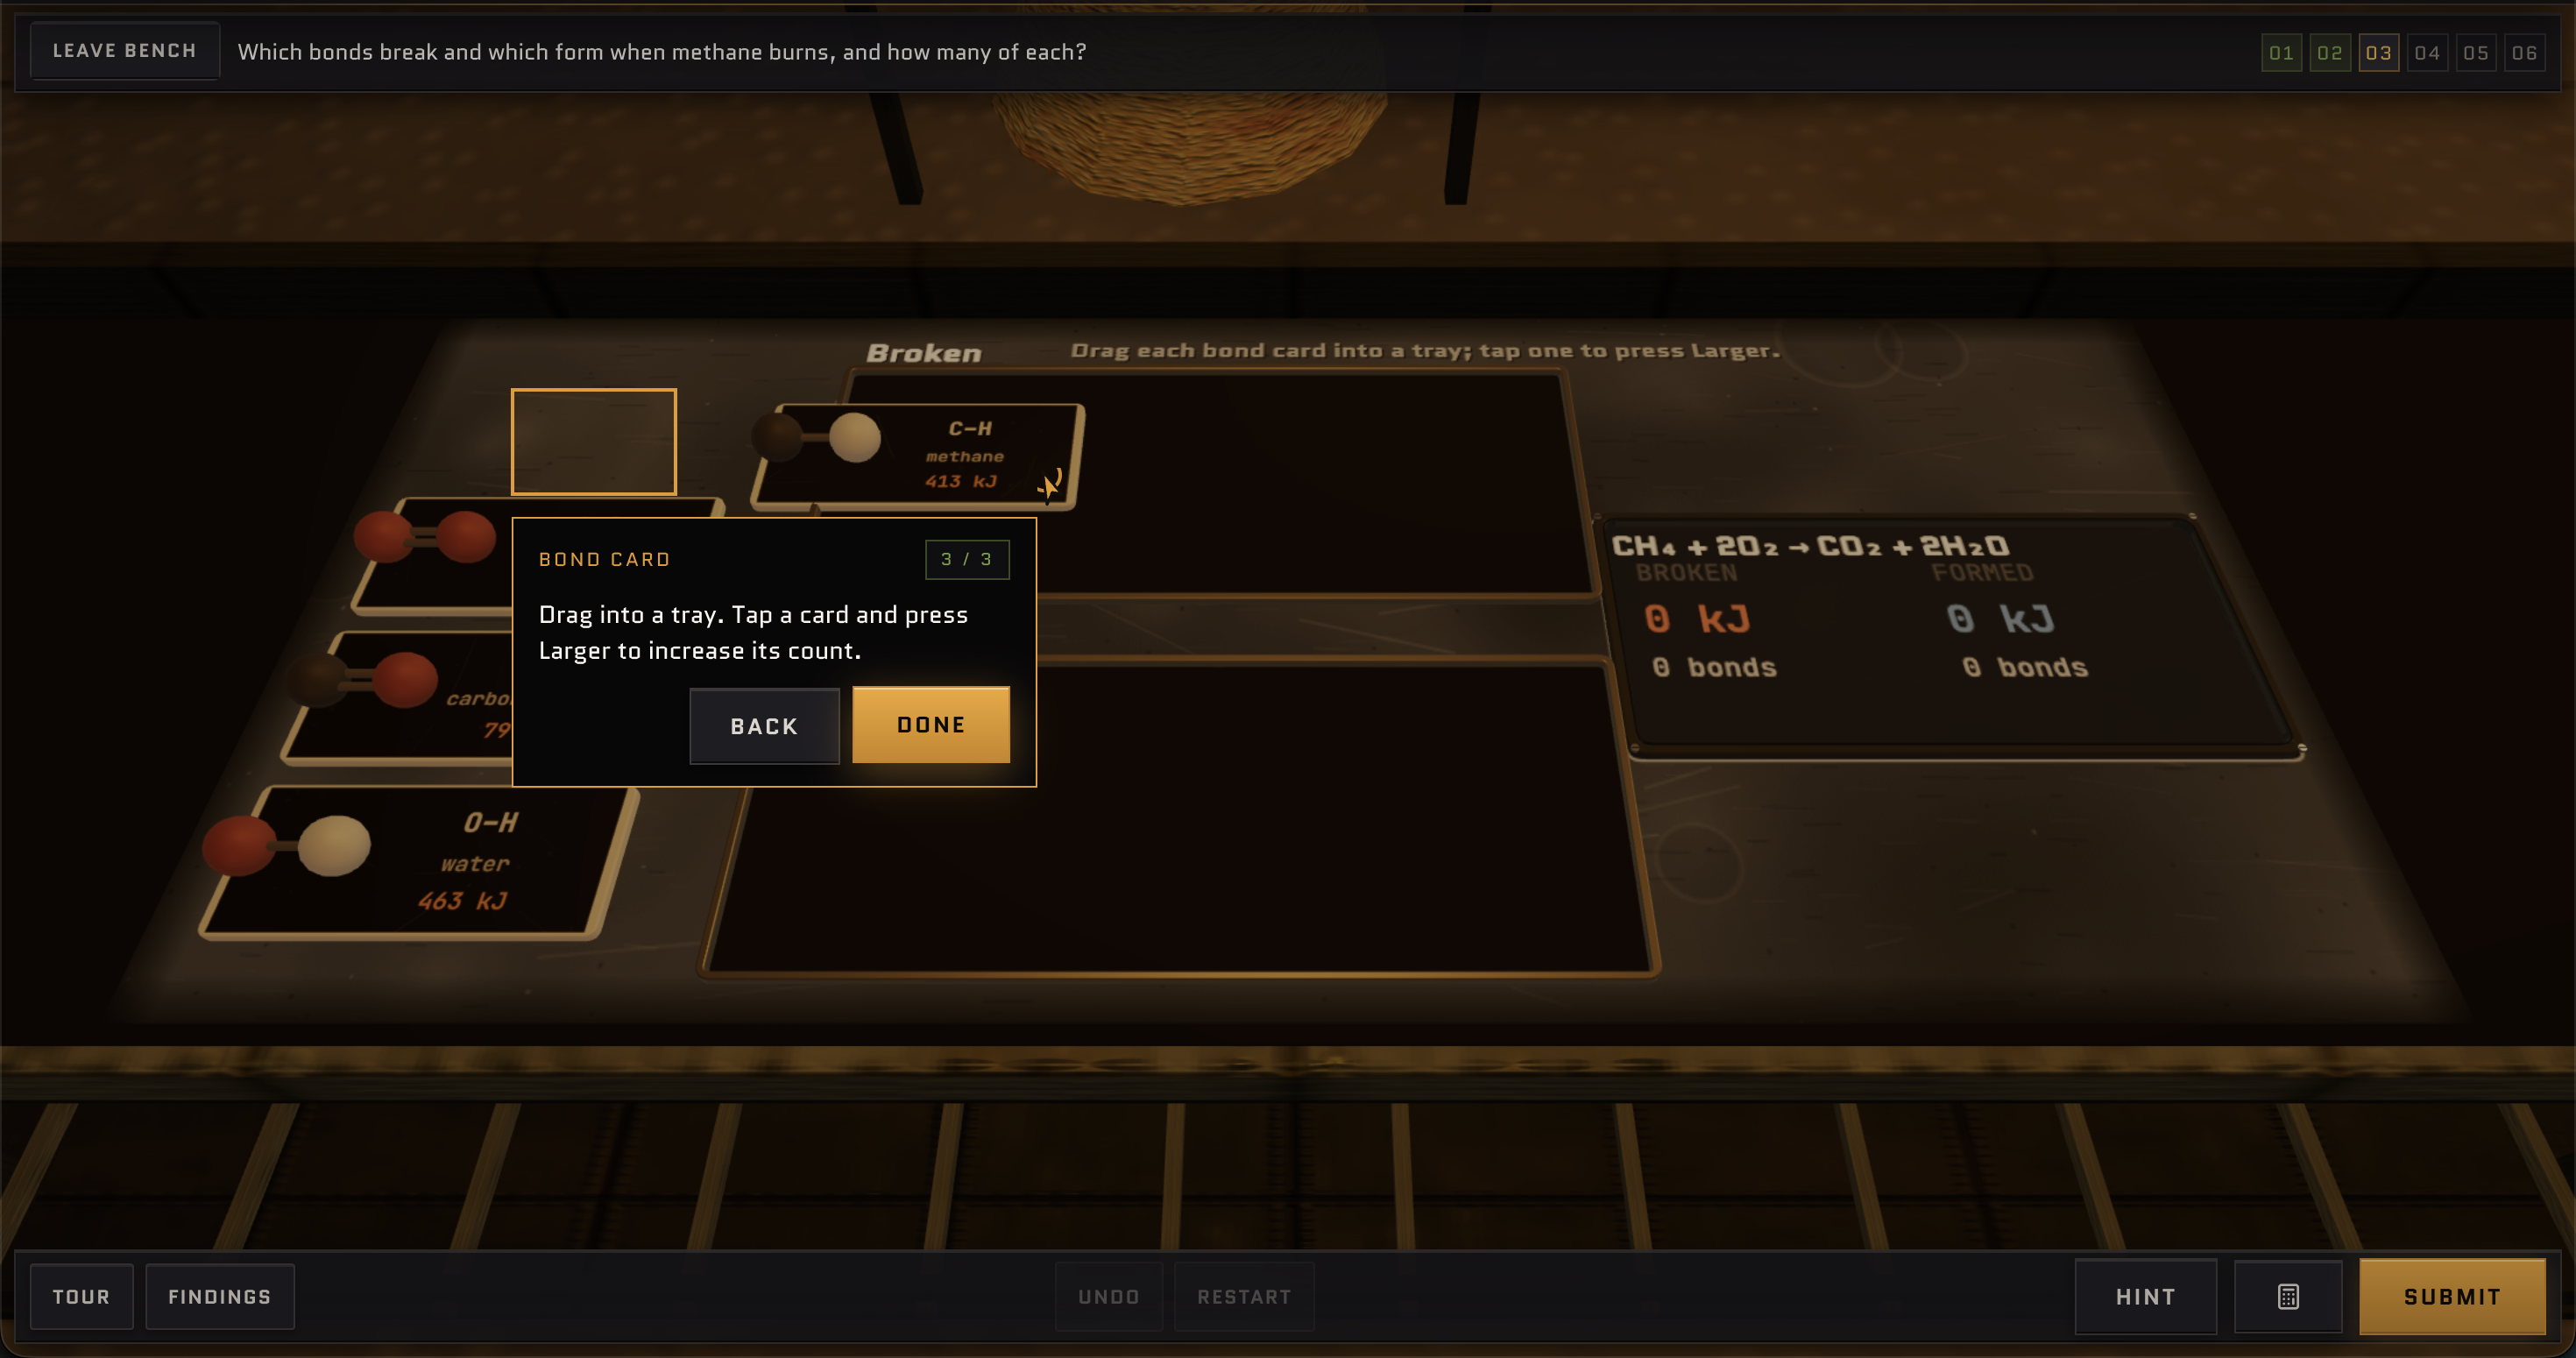 LEAVE BENCH
Which bonds break and which form when methane burns, and how many of each?
01 02 03 04 05 06
Broken
Drag each bond card into a tray; tap one to press Larger.
C–H
methane
413 kJ
BOND CARD
3 / 3
Drag into a tray. Tap a card and press
Larger to increase its count.
BACK
DONE
79
O–H
water
463 kJ
CH₄ + 2O₂ → CO₂ + 2H₂O
BROKEN
FORMED
0 kJ
0 kJ
0 bonds
0 bonds
TOUR
FINDINGS
UNDO
RESTART
HINT
SUBMIT